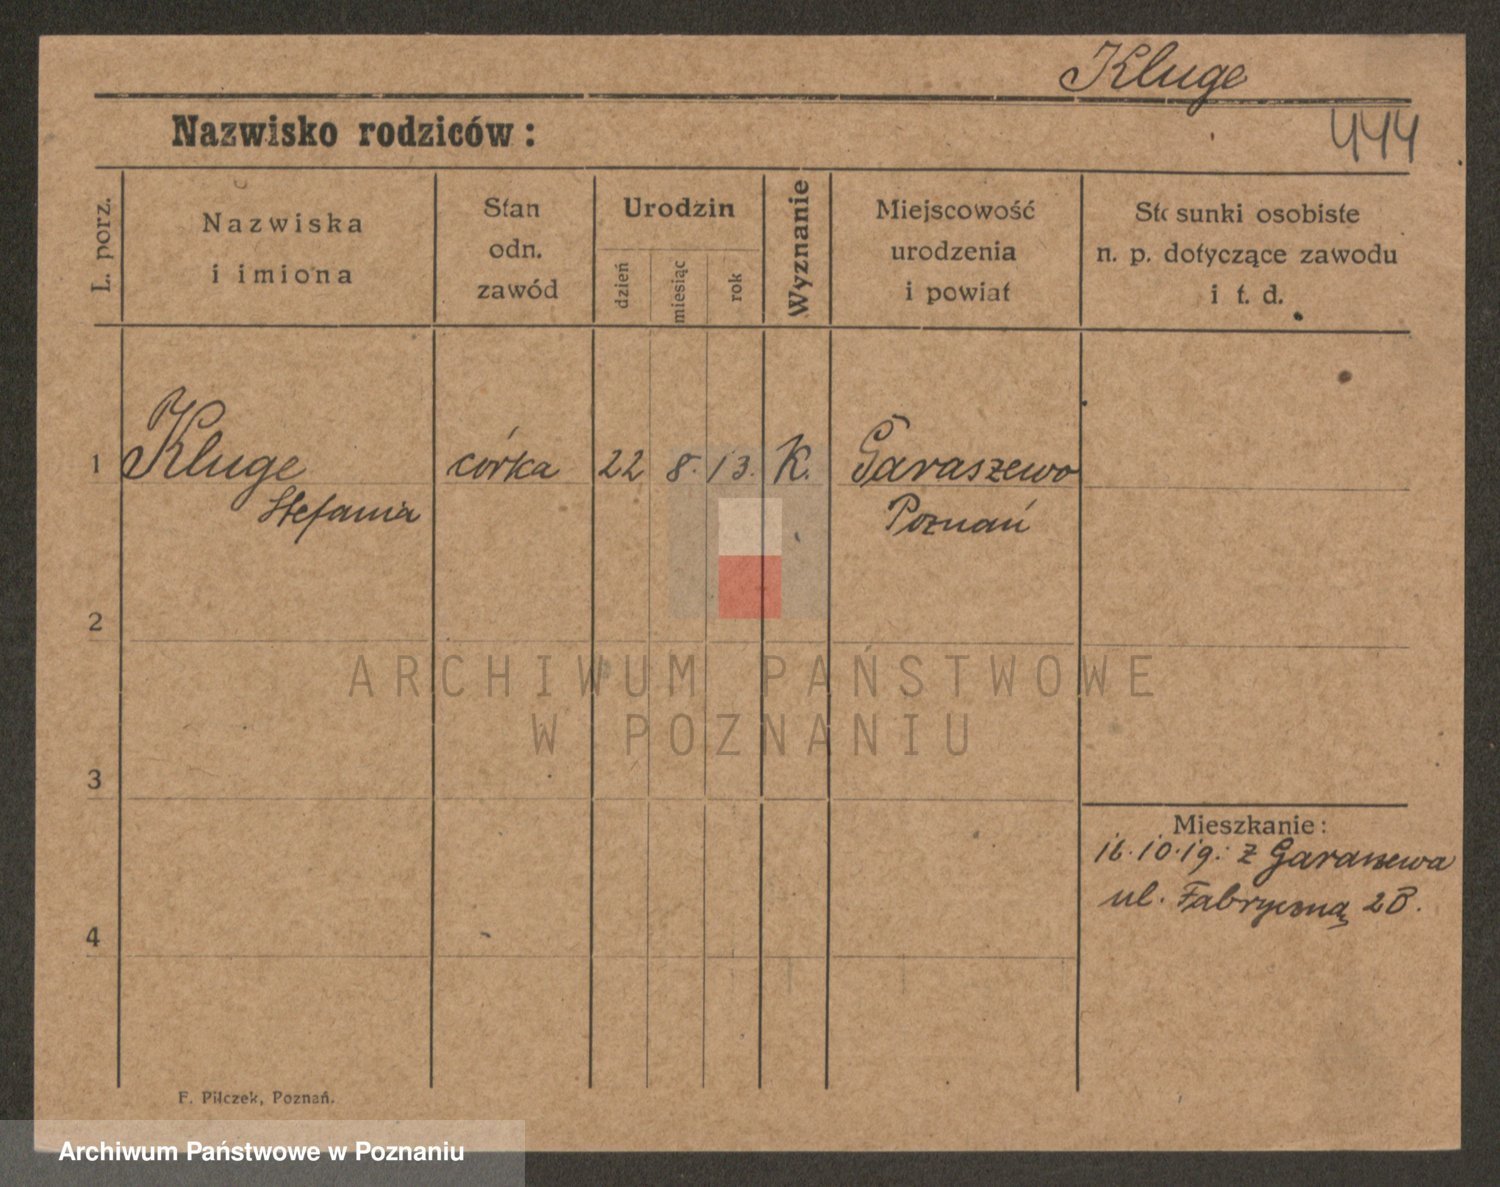 Kluge
Nazwisko rodziców:
444
L. porz.
Nazwiska
i imiona
Stan
odn.
zawód
Urodzin
dzień
miesiąc
rok
Wyznanie
Miejscowość
urodzenia
i powiat
Stosunki osobiste
n. p. dotyczące zawodu
i t. d.
1 Kluge córka 22 8. 13. K. Garaszewo
Stefania Poznań
2
3
4
ARCHIWUM PAŃSTWOWE
W POZNANIU
Mieszkanie:
16.10.19. z Garaszewa
ul. Fabryczną 2B.
F. Pilczek, Poznań.
Archiwum Państwowe w Poznaniu